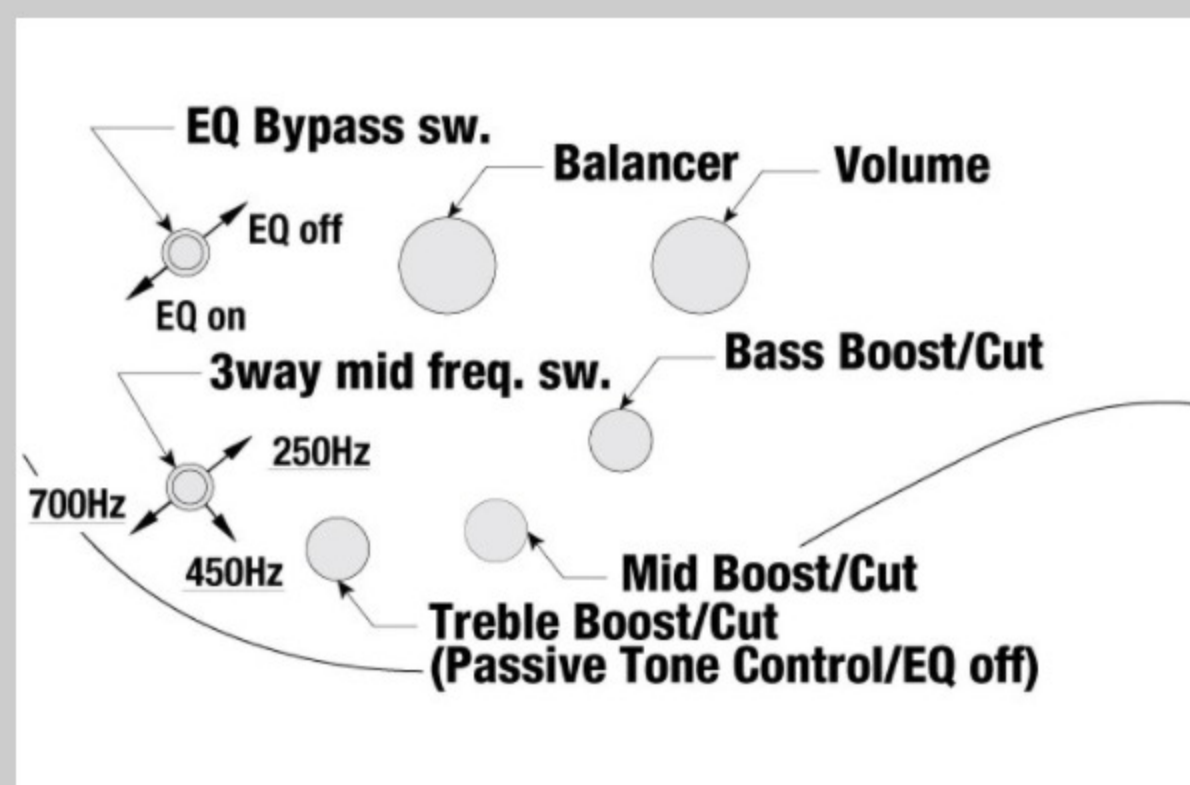 EQ Bypass sw.
Balancer
Volume
EQ off
EQ on
Bass Boost/Cut
3way mid freq. sw.
250Hz
700Hz
450Hz
Mid Boost/Cut
Treble Boost/Cut
(Passive Tone Control/EQ off)